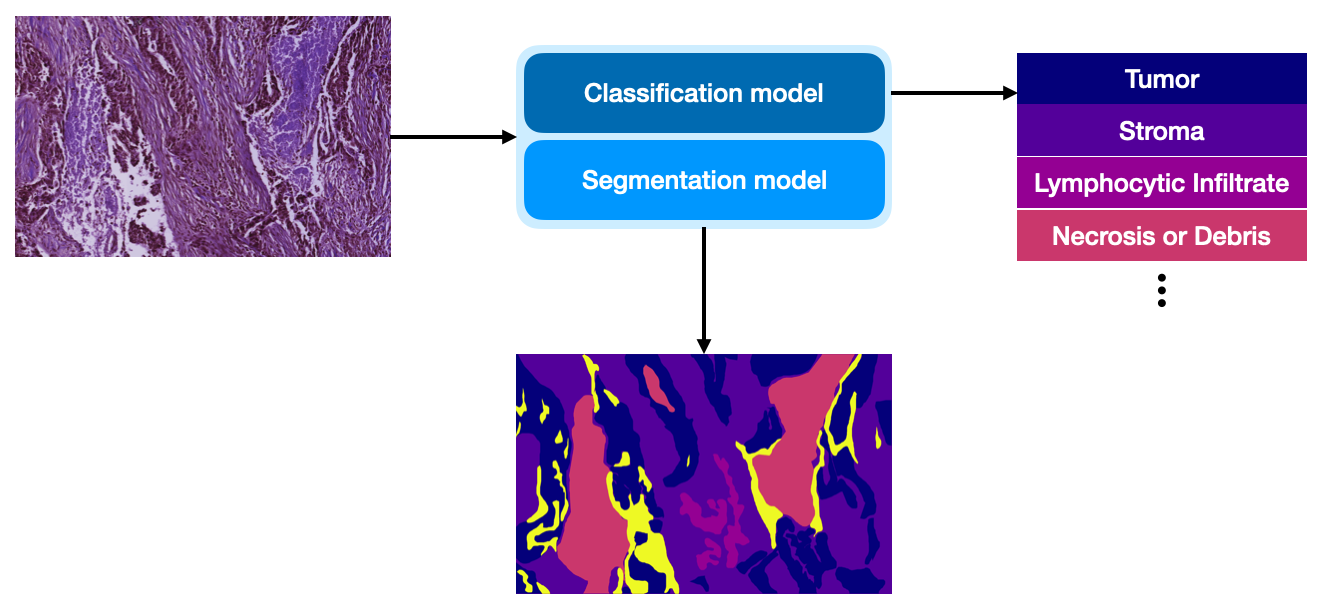 Classification model
Segmentation model
Tumor
Stroma
Lymphocytic Infiltrate
Necrosis or Debris